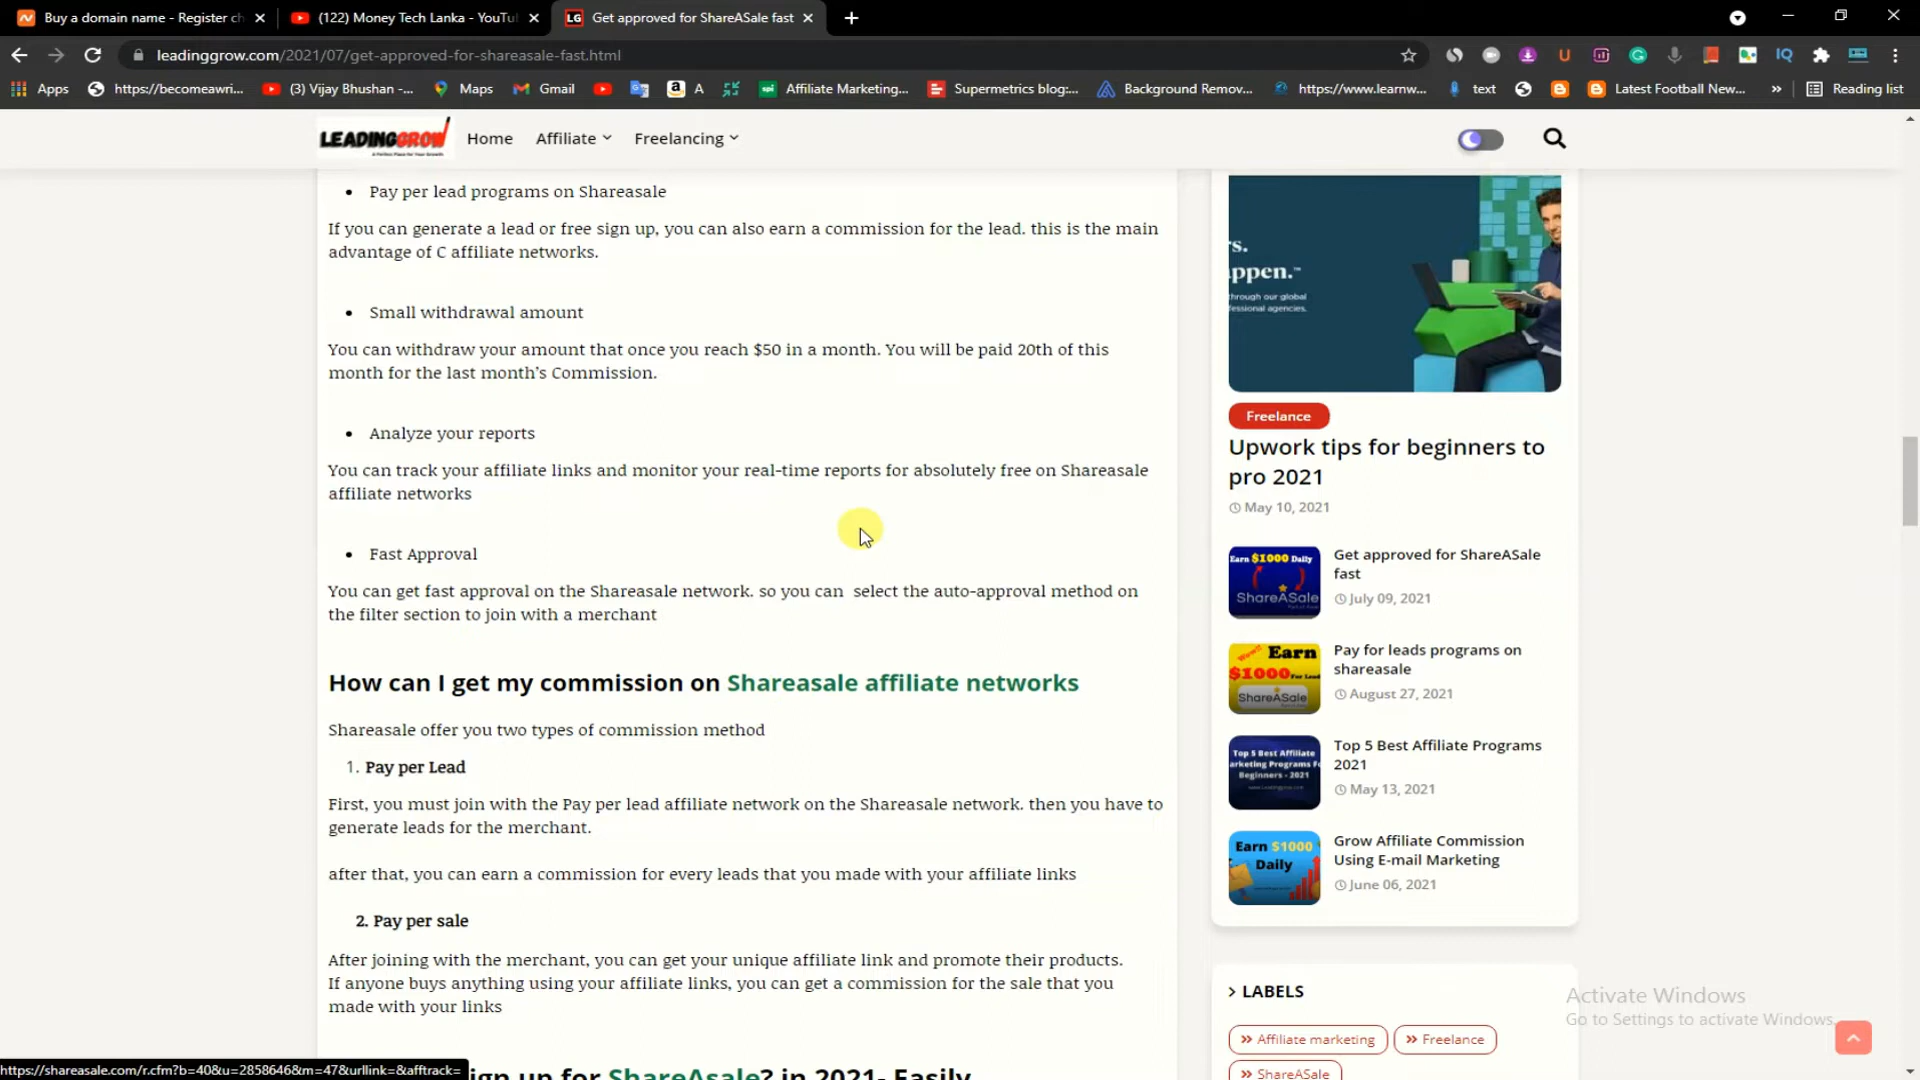 Buy a domain name - Register ch
(122) Money Tech Lanka - YouTu
LG
Get approved for ShareASale fast
leadinggrow.com/2021/07/get-approved-for-shareasale-fast.html
Apps
https://becomeawri...
(3) Vijay Bhushan -...
Maps
Gmail
A
spi
Affiliate Marketing...
Supermetrics blog:...
Background Remov...
https://www.learnw...
text
Latest Football New...
Reading list
LEADINGGROW
Home
Affiliate
Freelancing
• Pay per lead programs on Shareasale
If you can generate a lead or free sign up, you can also earn a commission for the lead. this is the main
advantage of C affiliate networks.
• Small withdrawal amount
You can withdraw your amount that once you reach $50 in a month. You will be paid 20th of this
month for the last month's Commission.
• Analyze your reports
You can track your affiliate links and monitor your real-time reports for absolutely free on Shareasale
affiliate networks
• Fast Approval
You can get fast approval on the Shareasale network. so you can select the auto-approval method on
the filter section to join with a merchant
How can I get my commission on Shareasale affiliate networks
Shareasale offer you two types of commission method
1. Pay per Lead
First, you must join with the Pay per lead affiliate network on the Shareasale network. then you have to
generate leads for the merchant.
after that, you can earn a commission for every leads that you made with your affiliate links
2. Pay per sale
After joining with the merchant, you can get your unique affiliate link and promote their products.
If anyone buys anything using your affiliate links, you can get a commission for the sale that you
made with your links
ign up for ShareAsale? in 2021- Easily
https://shareasale.com/r.cfm?b=40&u=2858646&m=47&urllink=&afftrack=
rs.
appen.™
through our global
fessional agencies.
Freelance
Upwork tips for beginners to
pro 2021
May 10, 2021
Earn $1000 Daily
ShareASale
Get approved for ShareASale
fast
July 09, 2021
Wow!! Earn
$1000 For Lead
ShareASale
Pay for leads programs on
shareasale
August 27, 2021
Top 5 Best Affiliate
arketing Programs Fo
Beginners - 2021
Top 5 Best Affiliate Programs
2021
May 13, 2021
Earn $1000
Daily
Grow Affiliate Commission
Using E-mail Marketing
June 06, 2021
> LABELS
Affiliate marketing
Freelance
ShareASale
Activate Windows
Go to Settings to activate Windows.